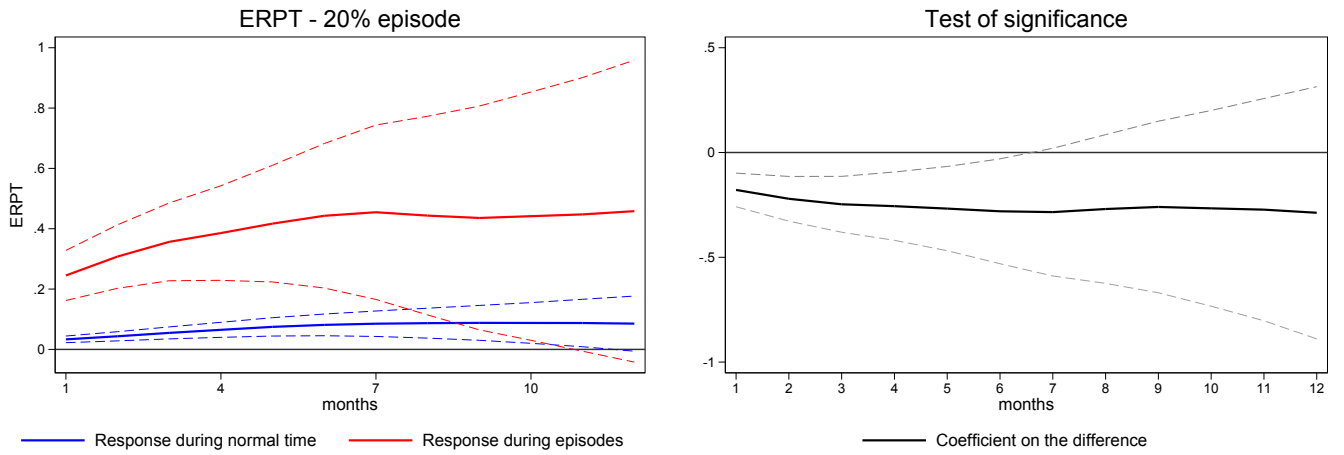 ERPT - 20% episode
1
.8
.6
.4
.2
0
ERPT
1 4 7 10
months
Response during normal time Response during episodes
Test of significance
.5
0
-.5
-1
1 2 3 4 5 6 7 8 9 10 11 12
months
Coefficient on the difference